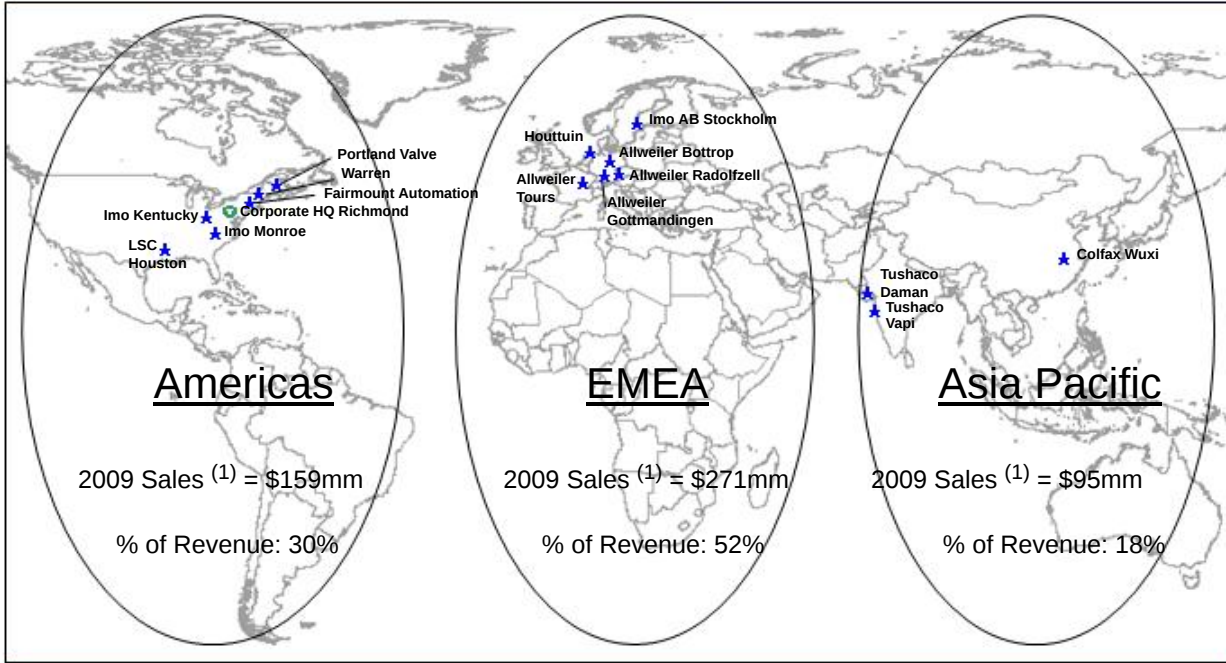 Portland Valve
Warren
Fairmount Automation
Imo Kentucky
Corporate HQ Richmond
Imo Monroe
LSC
Houston
Americas
2009 Sales (1) = $159mm
% of Revenue: 30%
Imo AB Stockholm
Houttuin
Allweiler Bottrop
Allweiler
Tours
Allweiler Radolfzell
Allweiler
Gottmandingen
EMEA
2009 Sales (1) = $271mm
% of Revenue: 52%
Colfax Wuxi
Tushaco
Daman
Tushaco
Vapi
Asia Pacific
2009 Sales (1) = $95mm
% of Revenue: 18%